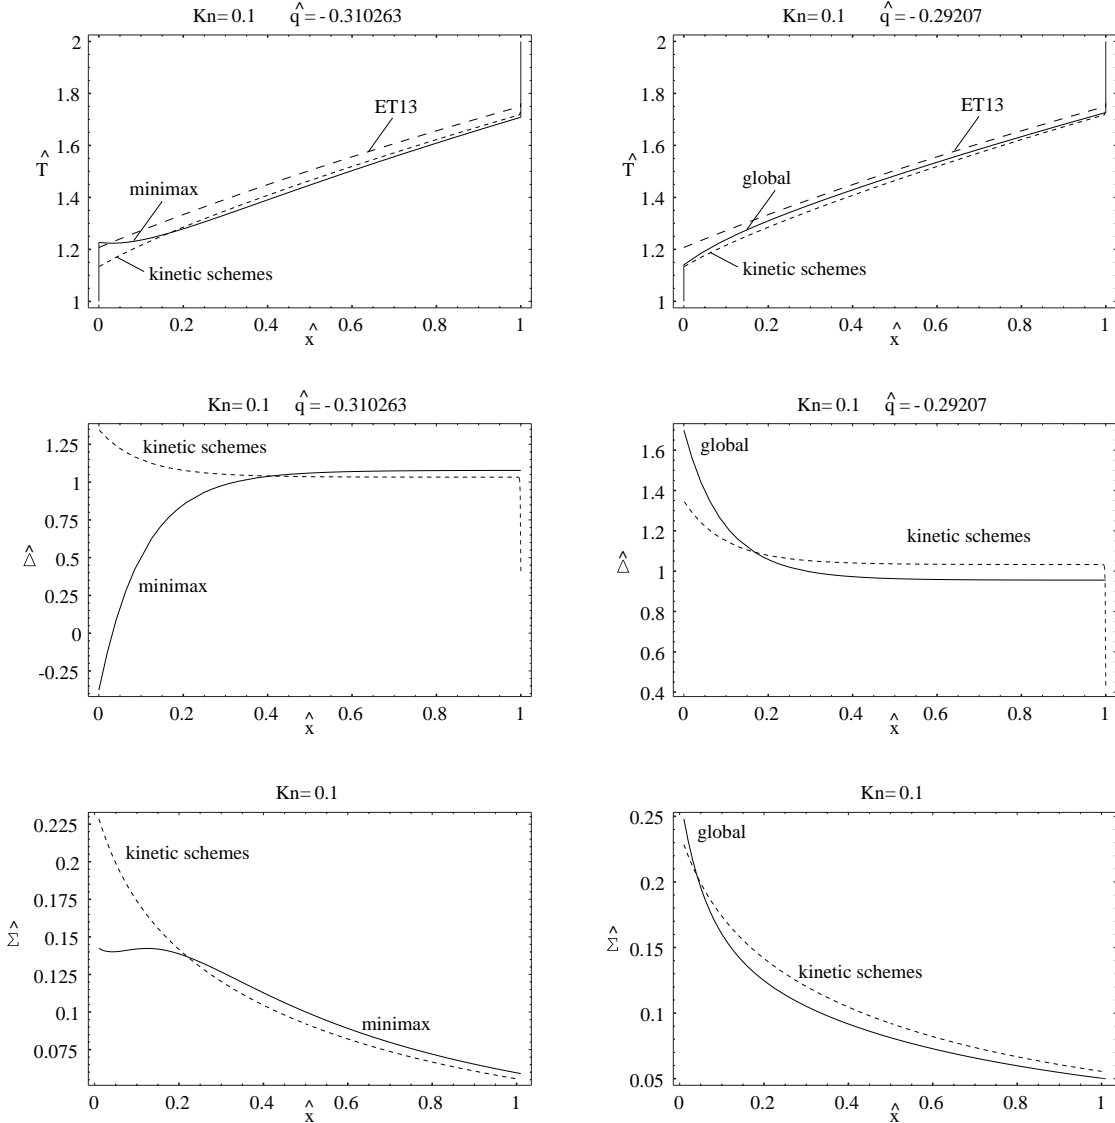 Kn= 0.1 q̂ = - 0.310263
2
1.8
1.6
1.4
1.2
1
T̂
ET13
minimax
kinetic schemes
0 0.2 0.4 0.6 0.8 1
x̂
Kn= 0.1 q̂ = - 0.29207
2
1.8
1.6
1.4
1.2
1
T̂
ET13
global
kinetic schemes
0 0.2 0.4 0.6 0.8 1
x̂
Kn= 0.1 q̂ = - 0.310263
1.25
1
0.75
0.5
0.25
0
-0.25
Δ̂
kinetic schemes
minimax
0 0.2 0.4 0.6 0.8 1
x̂
Kn= 0.1 q̂ = - 0.29207
1.6
1.4
1.2
1
0.8
0.6
0.4
Δ̂
global
kinetic schemes
0 0.2 0.4 0.6 0.8 1
x̂
Kn= 0.1
0.225
0.2
0.175
0.15
0.125
0.1
0.075
Σ̂
kinetic schemes
minimax
0 0.2 0.4 0.6 0.8 1
x̂
Kn= 0.1
0.25
0.2
0.15
0.1
0.05
Σ̂
global
kinetic schemes
0 0.2 0.4 0.6 0.8 1
x̂